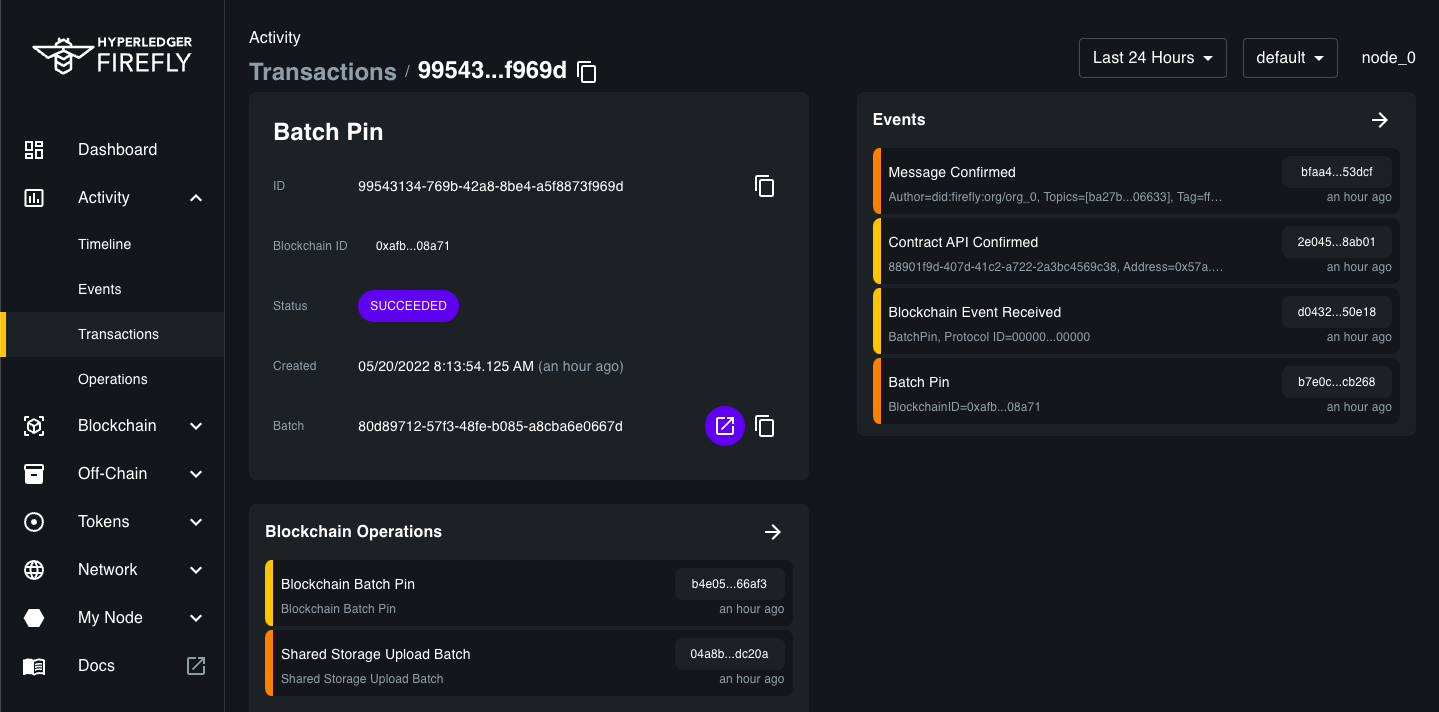 HYPERLEDGER
FIREFLY
Dashboard
Activity
Timeline
Events
Transactions
Operations
Blockchain
Off-Chain
Tokens
Network
My Node
Docs
Activity
Transactions / 99543...f969d
Last 24 Hours
default
node_0
Batch Pin
ID 99543134-769b-42a8-8be4-a5f8873f969d
Blockchain ID 0xafb...08a71
Status SUCCEEDED
Created 05/20/2022 8:13:54.125 AM (an hour ago)
Batch 80d89712-57f3-48fe-b085-a8cba6e0667d
Blockchain Operations
Blockchain Batch Pin b4e05...66af3
Blockchain Batch Pin an hour ago
Shared Storage Upload Batch 04a8b...dc20a
Shared Storage Upload Batch an hour ago
Events
Message Confirmed bfaa4...53dcf
Author=did:firefly:org/org_0, Topics=[ba27b...06633], Tag=ff... an hour ago
Contract API Confirmed 2e045...8ab01
88901f9d-407d-41c2-a722-2a3bc4569c38, Address=0x57a.... an hour ago
Blockchain Event Received d0432...50e18
BatchPin, Protocol ID=00000...00000 an hour ago
Batch Pin b7e0c...cb268
BlockchainID=0xafb...08a71 an hour ago